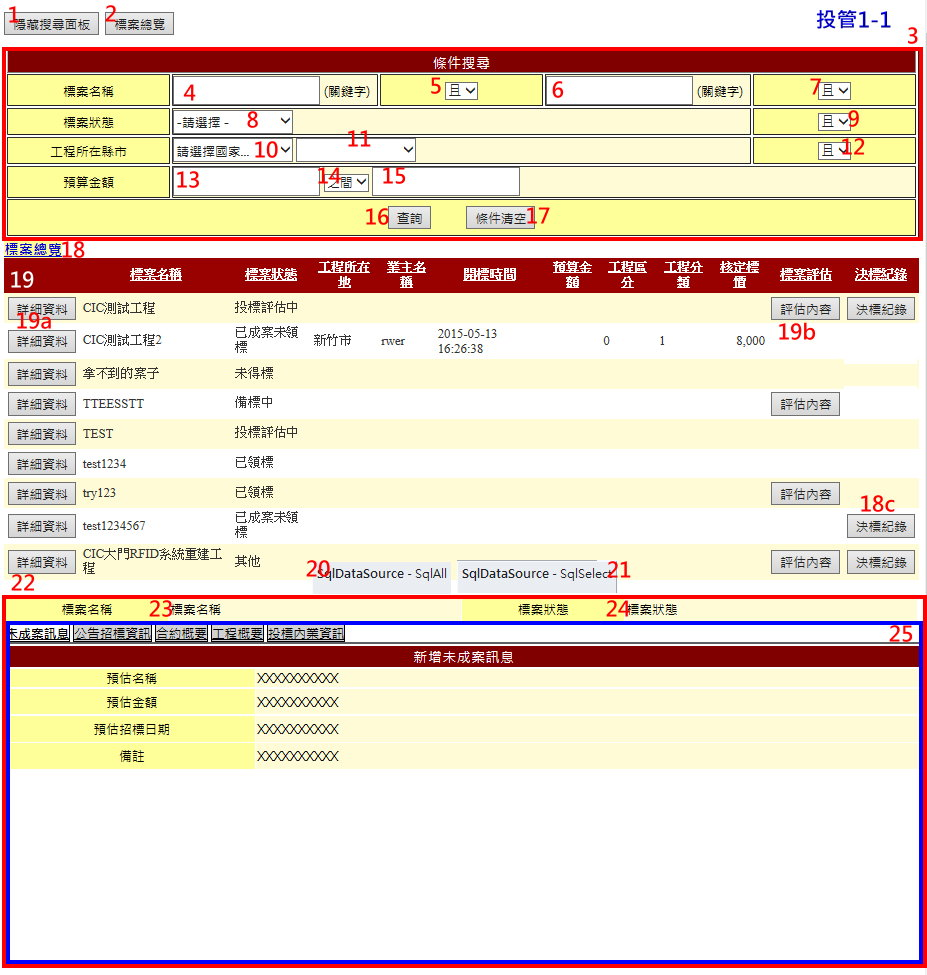 1 隱藏搜尋面板 2 標案總覽 投管1-1
3
條件搜尋
標案名稱 4 (關鍵字) 5 且 6 (關鍵字) 7 且
標案狀態 -請選擇 - 8 且 9
工程所在縣市 請選擇國家... 10 11 且 12
預算金額 13 14 之間 15
16 查詢 條件清空 17
標案總覽 18
19 標案名稱 標案狀態 工程所在地 業主名稱 開標時間 預算金額 工程區分 工程分類 核定標價 標案評估 決標紀錄
詳細資料 CIC測試工程 投標評估中 評估內容 決標紀錄
19a 19b
詳細資料 CIC測試工程2 已成案未領標 新竹市 rwer 2015-05-13 16:26:38 0 1 8,000
詳細資料 拿不到的案子 未得標
詳細資料 TTEESSTT 備標中 評估內容
詳細資料 TEST 投標評估中
詳細資料 test1234 已領標
詳細資料 try123 已領標 評估內容
18c
詳細資料 test1234567 已成案未領標 決標紀錄
詳細資料 CIC大門RFID系統重建工程 其他 評估內容 決標紀錄
20 SqlDataSource - SqlAll SqlDataSource - SqlSelect 21
22
標案名稱 23 標案名稱 標案狀態 24 標案狀態
未成案訊息 公告招標資訊 合約概要 工程概要 投標內業資訊 25
新增未成案訊息
預估名稱 XXXXXXXXXX
預估金額 XXXXXXXXXX
預估招標日期 XXXXXXXXXX
備註 XXXXXXXXXX